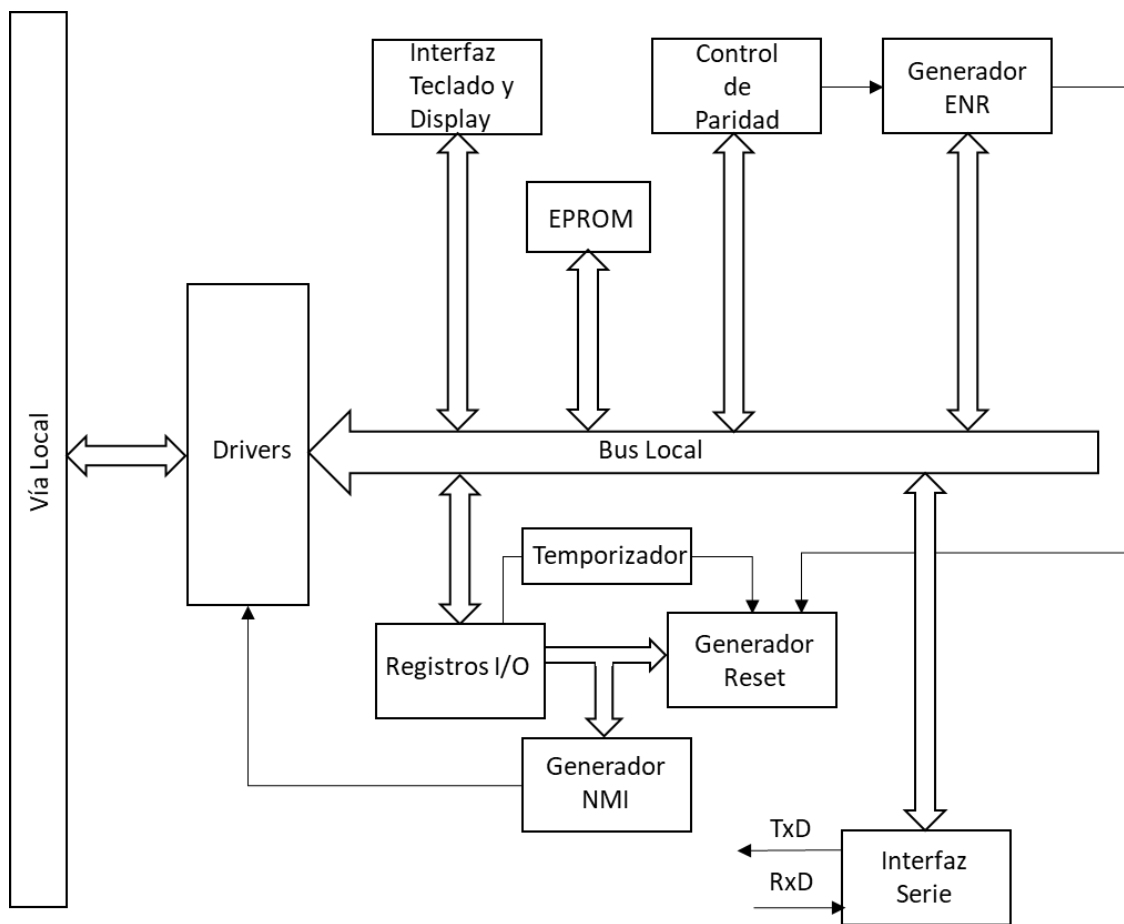 Interfaz
Teclado y
Display
Control
de
Paridad
Generador
ENR
EPROM
Vía Local
Drivers
Bus Local
Temporizador
Registros I/O
Generador
Reset
Generador
NMI
TxD
RxD
Interfaz
Serie